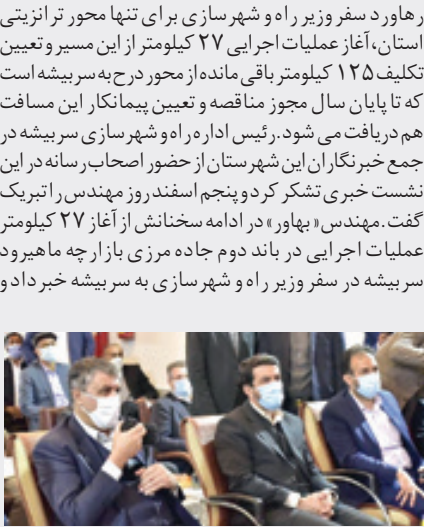 رهاورد سفر وزیر راه و شهرسازی برای تنها محور ترانزیتی
استان، آغاز عملیات اجرایی ۲۷ کیلومتر از این مسیر و تعیین
تکلیف ۱۲۵ کیلومتر باقی مانده از محور درح به سربیشه است
که تا پایان سال مجوز مناقصه و تعیین پیمانکار این مسافت
هم دریافت می شود. رئیس اداره راه و شهرسازی سربیشه در
جمع خبرنگاران این شهرستان از حضور اصحاب رسانه در این
نشست خبری تشکر کرد و پنجم اسفند روز مهندس را تبریک
گفت. مهندس «بهاور» در ادامه سخنانش از آغاز ۲۷ کیلومتر
عملیات اجرایی در باند دوم جاده مرزی بازارچه ماهیرود
سربیشه در سفر وزیر راه و شهرسازی به سربیشه خبر داد و